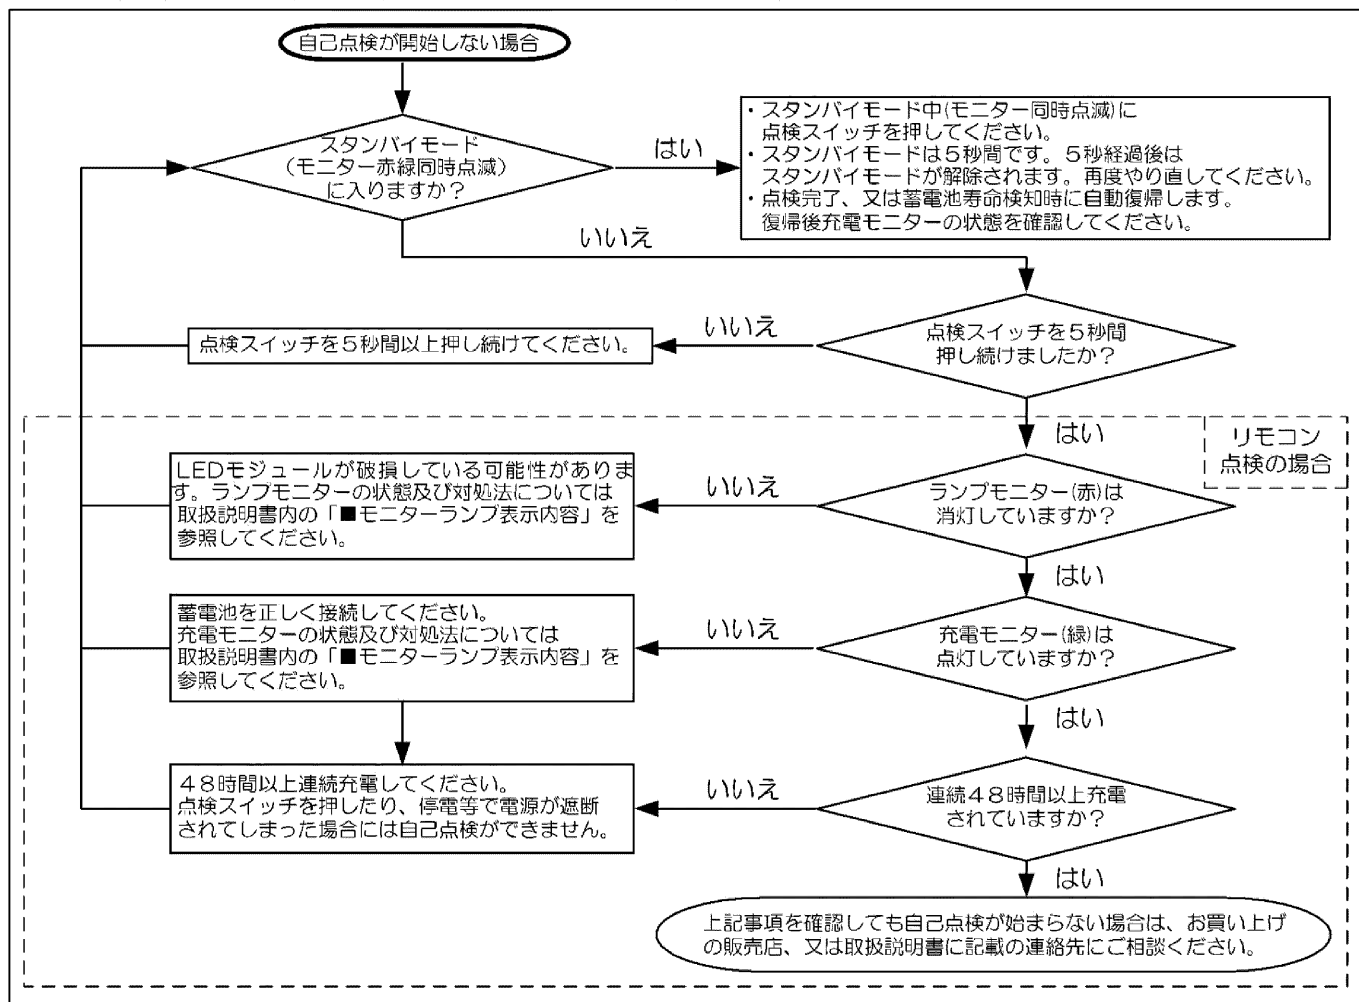 自己点検が開始しない場合
スタンバイモード
(モニター赤緑同時点滅)
に入りますか？
はい
・スタンバイモード中(モニター同時点滅)に
点検スイッチを押してください。
・スタンバイモードは５秒間です。５秒経過後は
スタンバイモードが解除されます。再度やり直してください。
・点検完了、又は蓄電池寿命検知時に自動復帰します。
復帰後充電モニターの状態を確認してください。
いいえ
点検スイッチを５秒間
押し続けましたか？
いいえ
点検スイッチを５秒間以上押し続けてください。
はい
リモコン
点検の場合
ランプモニター(赤)は
消灯していますか？
いいえ
LEDモジュールが破損している可能性がありま
す。ランプモニターの状態及び対処法については
取扱説明書内の「■モニターランプ表示内容」を
参照してください。
はい
充電モニター(緑)は
点灯していますか？
いいえ
蓄電池を正しく接続してください。
充電モニターの状態及び対処法については
取扱説明書内の「■モニターランプ表示内容」を
参照してください。
はい
連続４８時間以上充電
されていますか？
いいえ
４８時間以上連続充電してください。
点検スイッチを押したり、停電等で電源が遮断
されてしまった場合には自己点検ができません。
はい
上記事項を確認しても自己点検が始まらない場合は、お買い上げ
の販売店、又は取扱説明書に記載の連絡先にご相談ください。